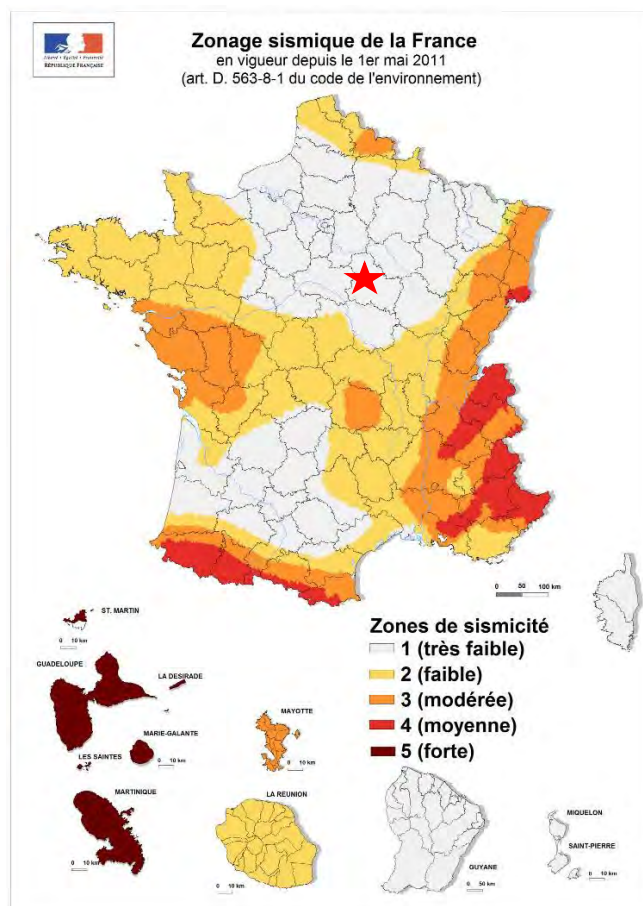 Liberté • Égalité • Fraternité
RÉPUBLIQUE FRANÇAISE
Zonage sismique de la France
en vigueur depuis le 1er mai 2011
(art. D. 563-8-1 du code de l'environnement)
0 50 100 km
ST. MARTIN
0 10 km
GUADELOUPE
LA DESIRADE
MARIE-GALANTE
0 10 km
LES SAINTES
MARTINIQUE
0 10 km
MAYOTTE
0 10 km
LA REUNION
0 10 km
Zones de sismicité
1 (très faible)
2 (faible)
3 (modérée)
4 (moyenne)
5 (forte)
GUYANE
0 50 km
MIQUELON
SAINT-PIERRE
0 10 km